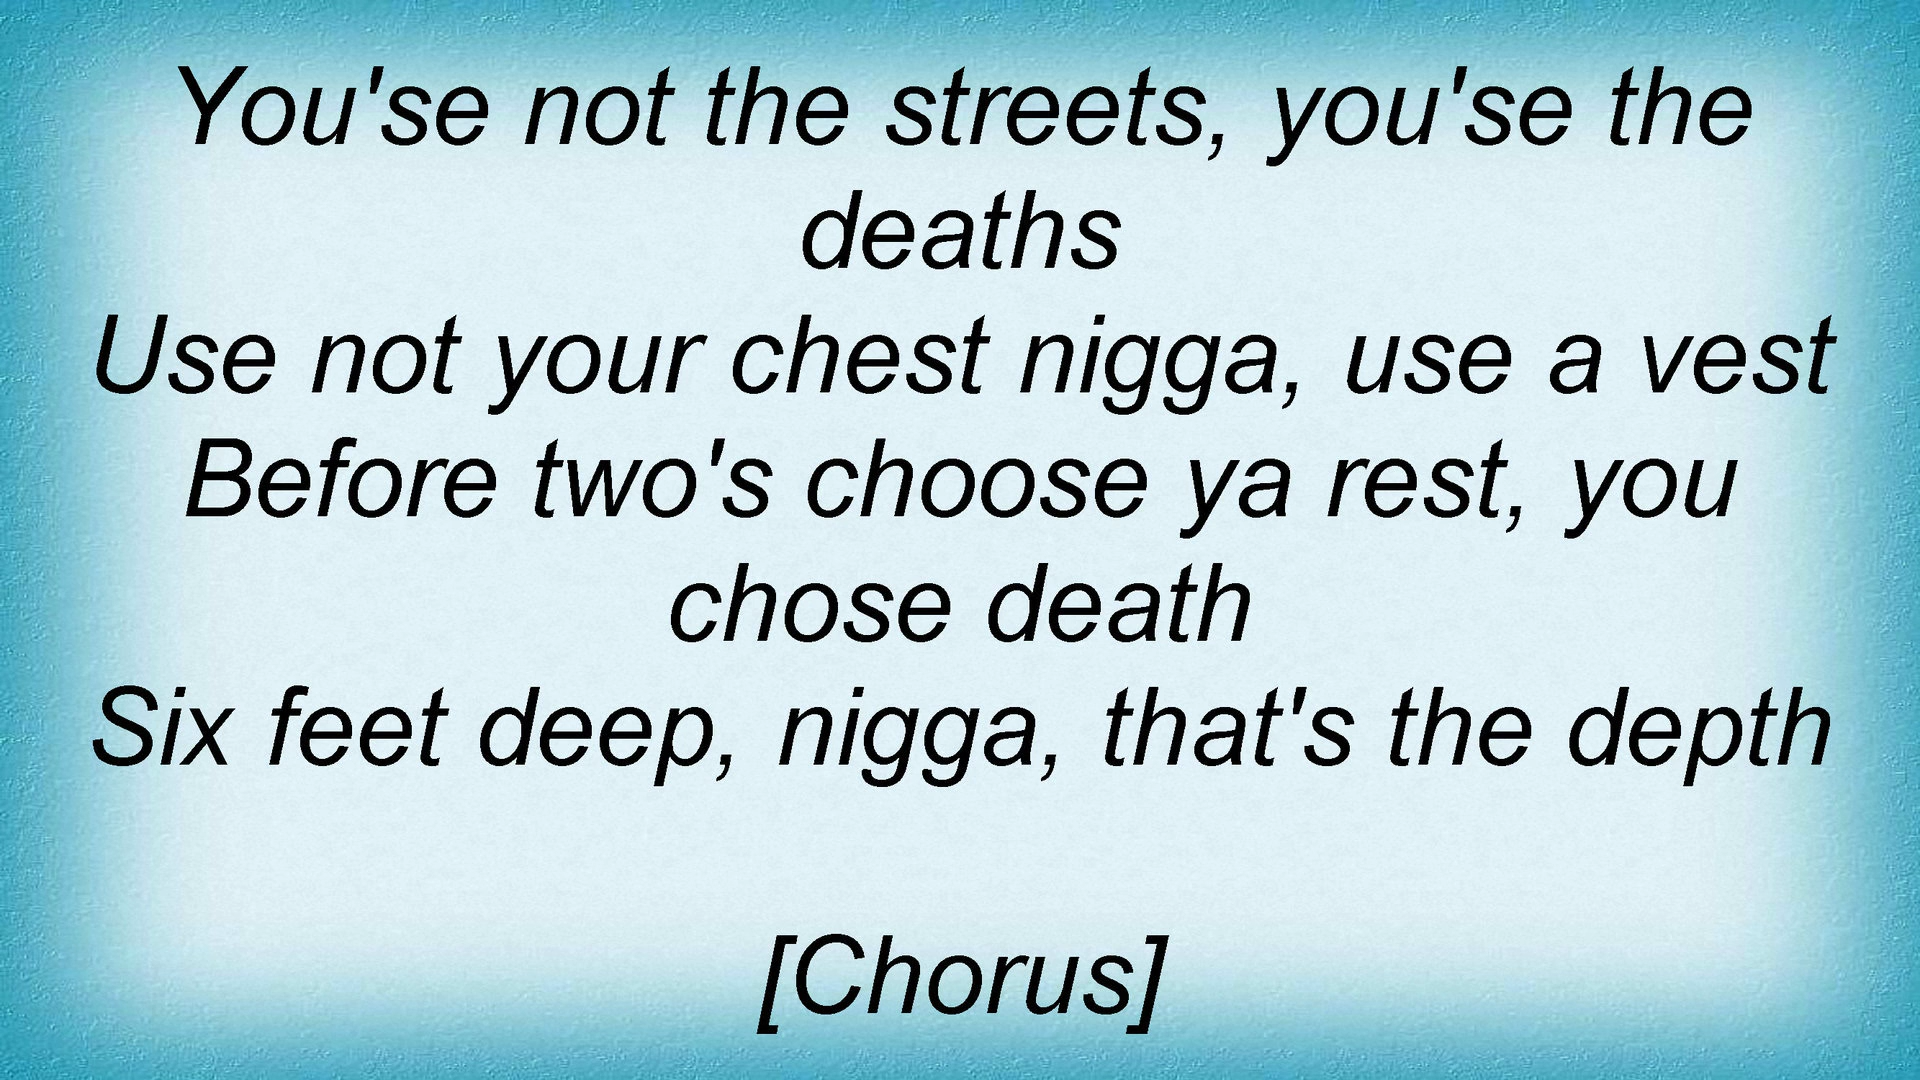 You'se not the streets, you'se the
deaths
Use not your chest nigga, use a vest
Before two's choose ya rest, you
chose death
Six feet deep, nigga, that's the depth
[Chorus]